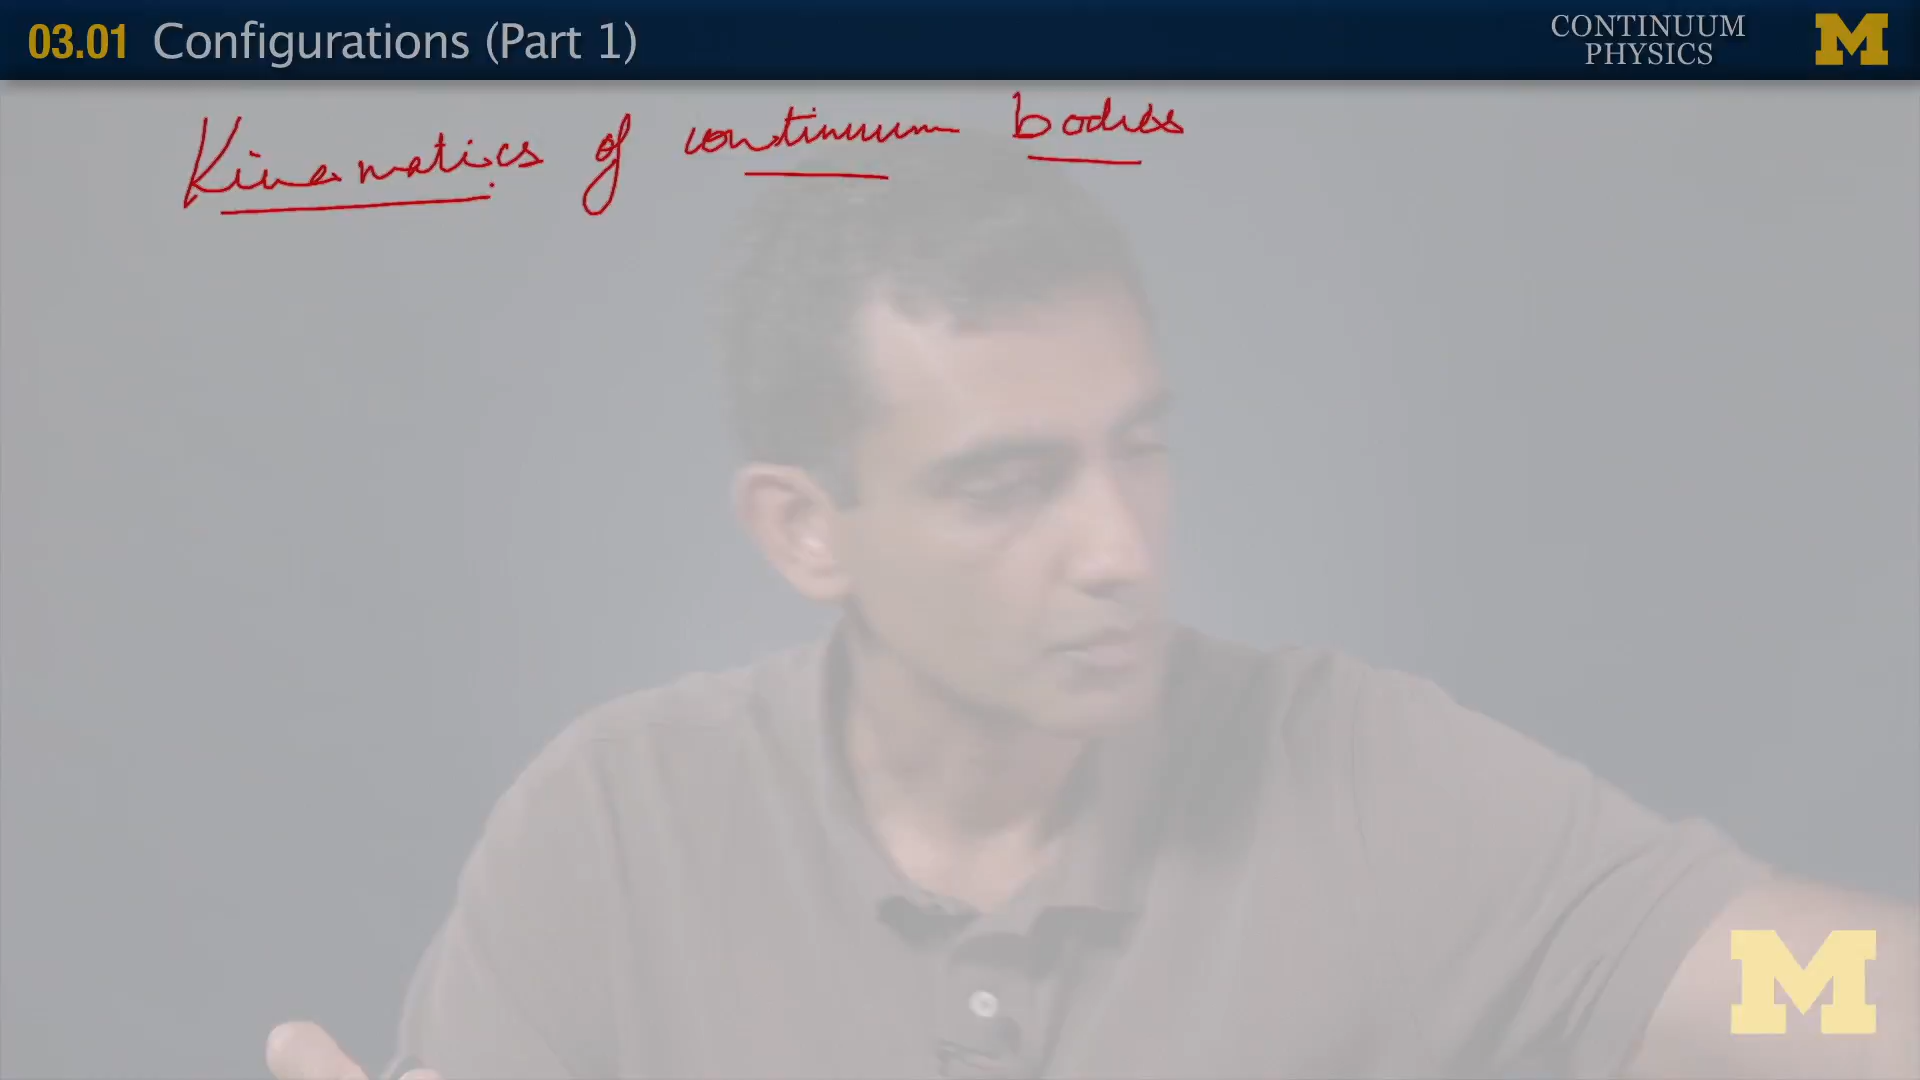 03.01 Configurations (Part 1)
CONTINUUM
PHYSICS
M
Kinematics of continuum bodies
M